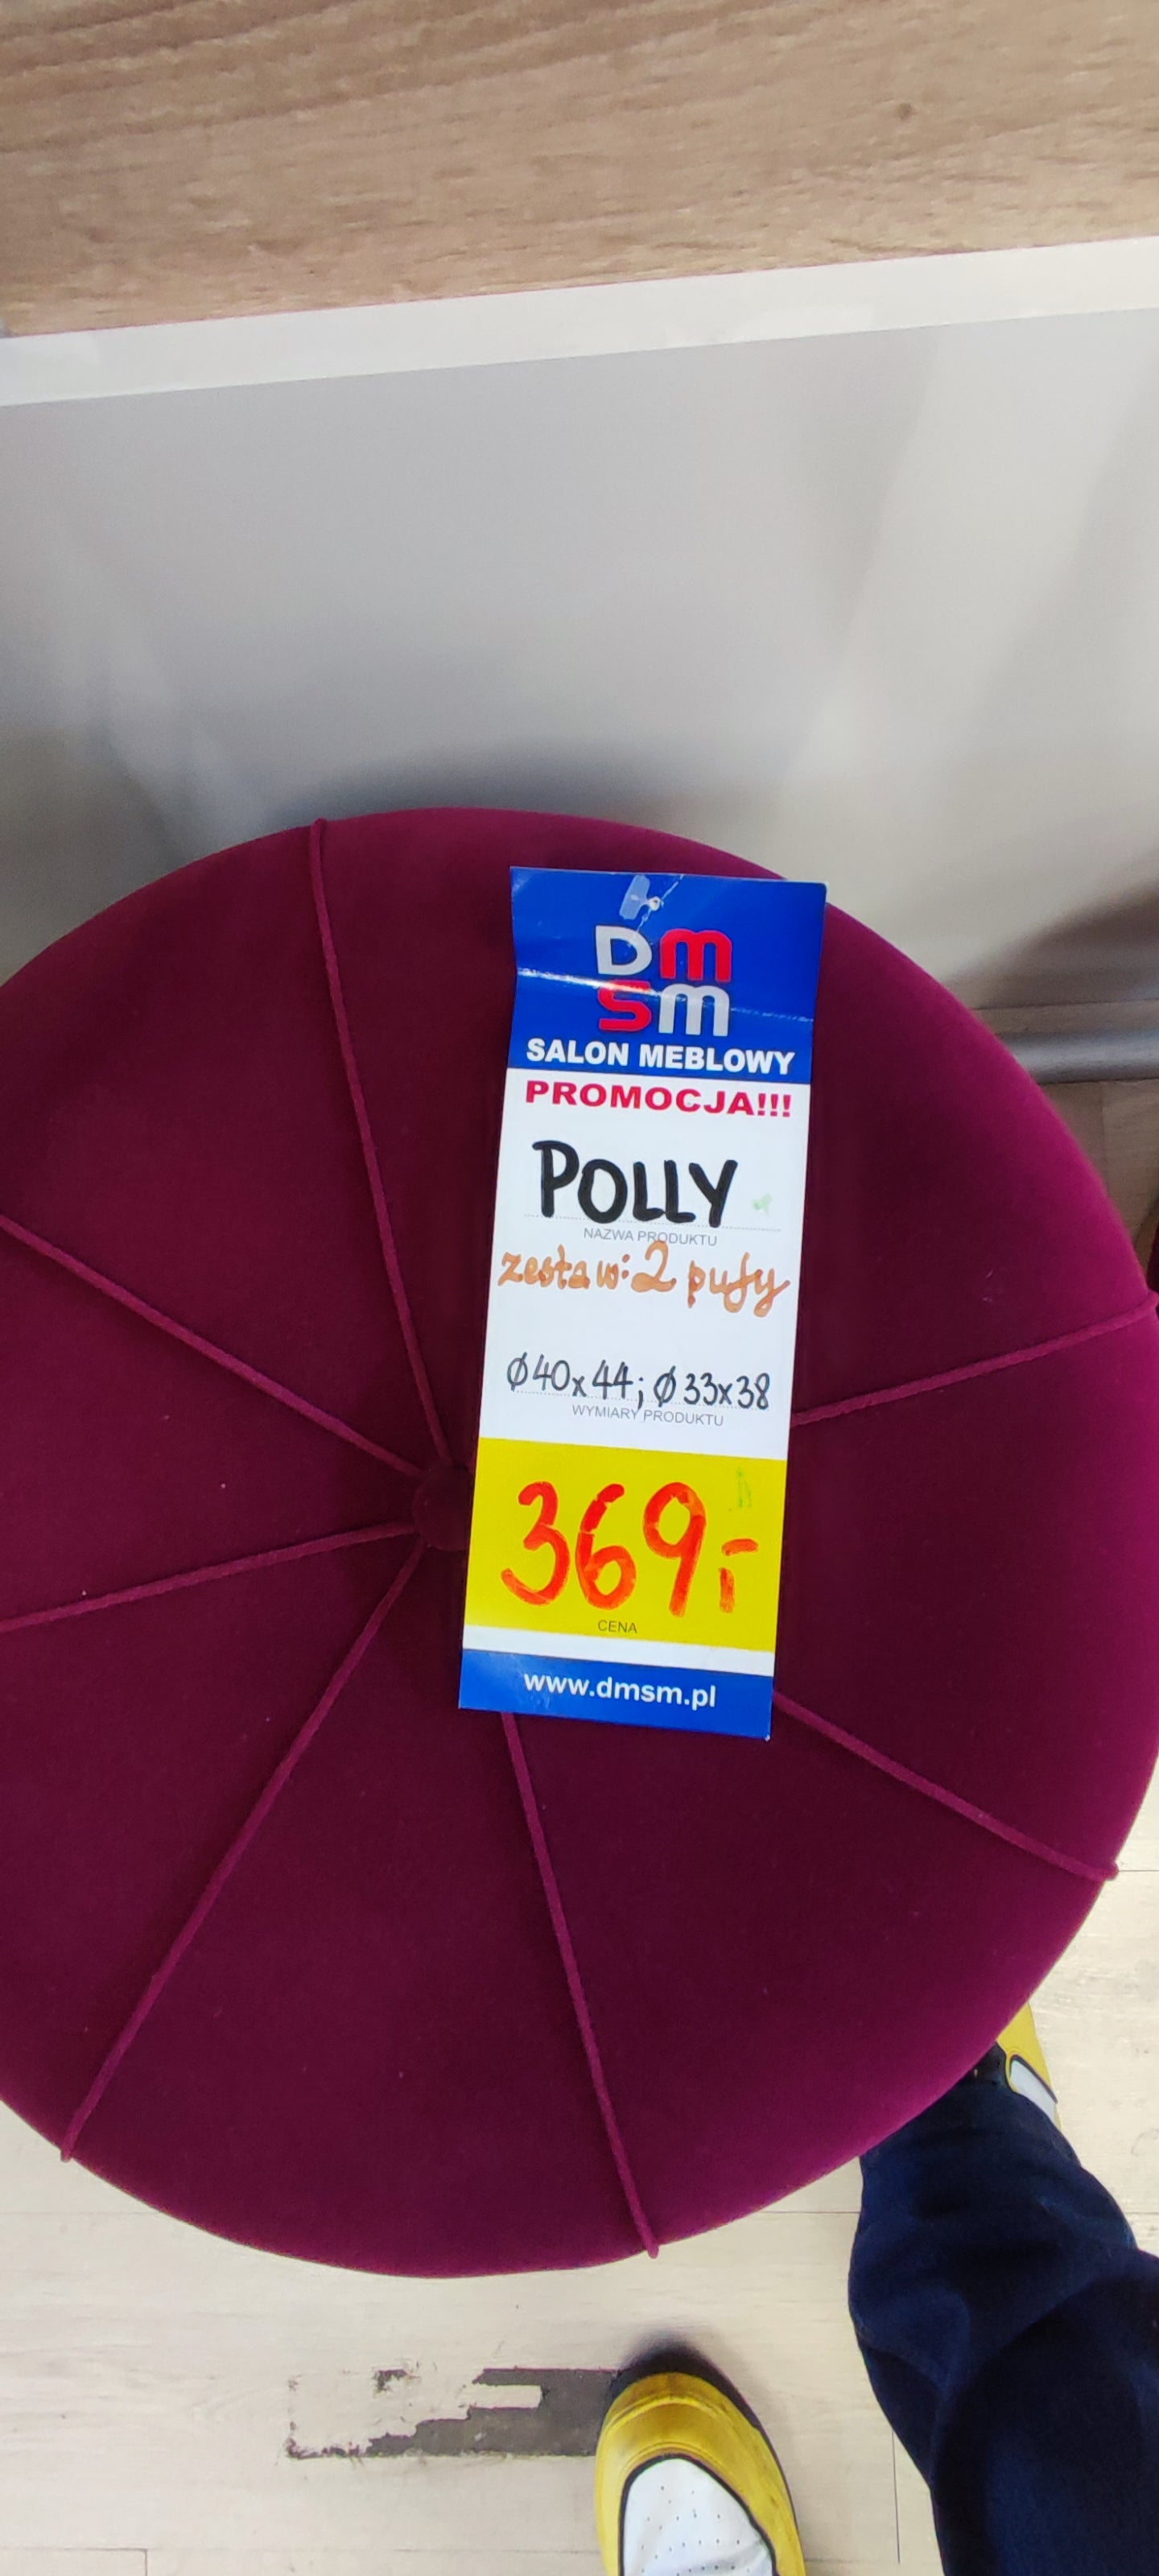 DM
SM
SALON MEBLOWY
PROMOCJA!!!
POLLY
NAZWA PRODUKTU
zestaw: 2 pufy
Ø40x44; Ø33x38
WYMIARY PRODUKTU
369,-
CENA
www.dmsm.pl